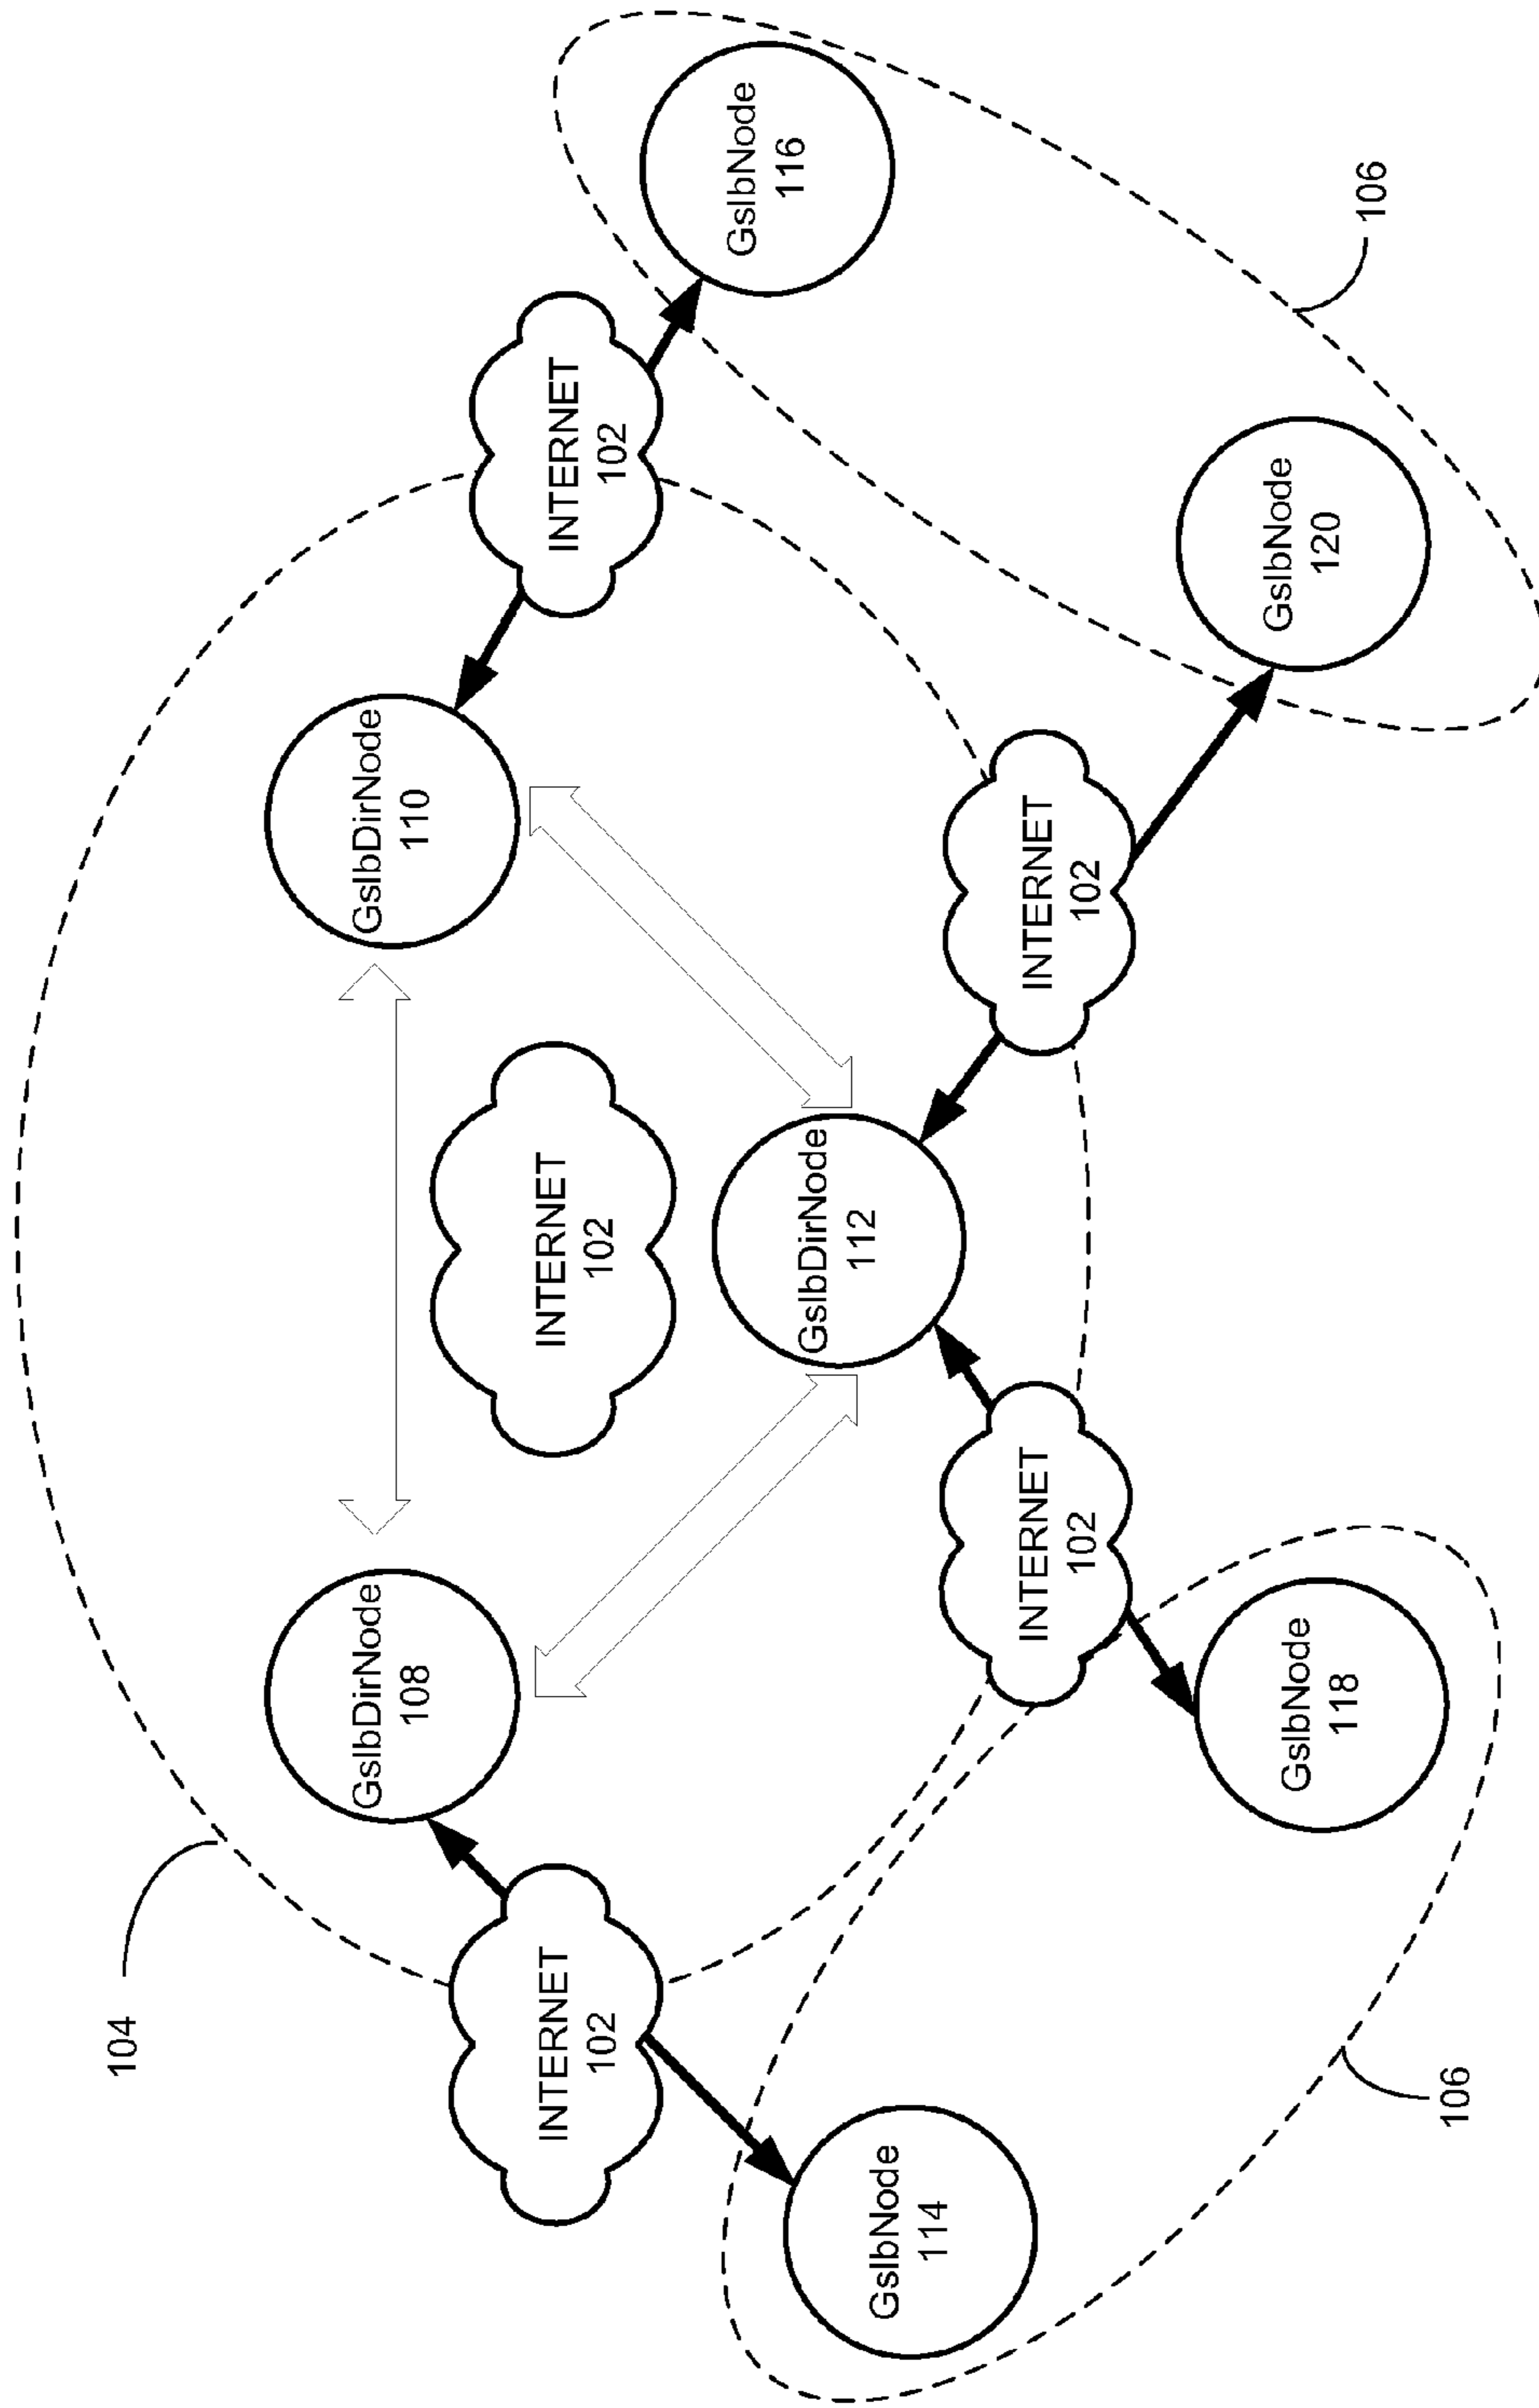 104
GslbDirNode
108
GslbDirNode
110
INTERNET
102
INTERNET
102
INTERNET
102
GslbDirNode
112
GslbNode
116
GslbNode
114
INTERNET
102
INTERNET
102
GslbNode
118
GslbNode
120
106
106